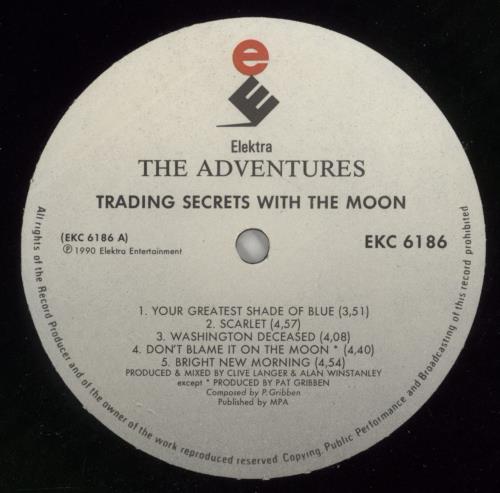 e
E
Elektra
THE ADVENTURES
TRADING SECRETS WITH THE MOON
(EKC 6186 A)
℗ 1990 Elektra Entertainment
EKC 6186
1. YOUR GREATEST SHADE OF BLUE (3,51)
2. SCARLET (4,57)
3. WASHINGTON DECEASED (4,08)
4. DON'T BLAME IT ON THE MOON * (4,40)
5. BRIGHT NEW MORNING (4,54)
PRODUCED & MIXED BY CLIVE LANGER & ALAN WINSTANLEY
except * PRODUCED BY PAT GRIBBEN
Composed by P. Gribben
Published by MPA
All rights of the Record Producer and of the owner of the work reproduced reserved. Copying, Public Performance and Broadcasting of this record prohibited